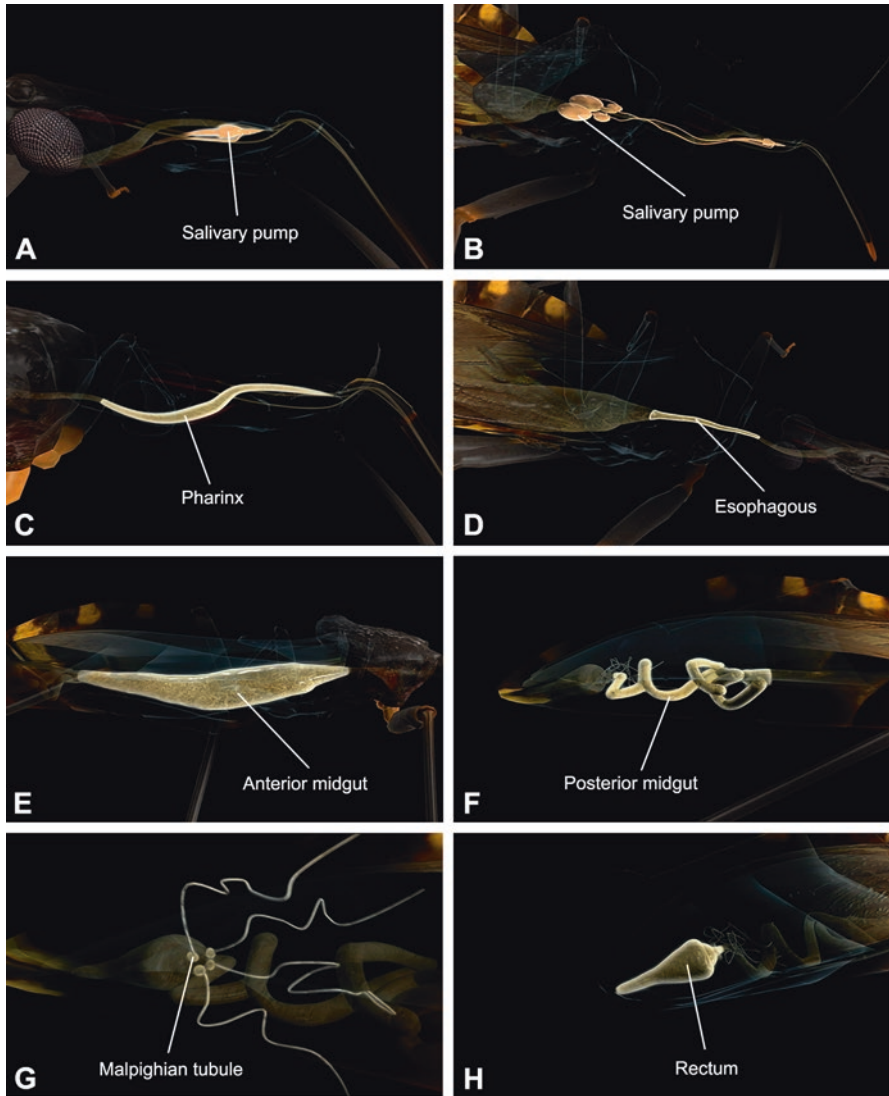 Salivary pump
A
Salivary pump
B
Pharinx
C
Esophagous
D
Anterior midgut
E
Posterior midgut
F
Malpighian tubule
G
Rectum
H